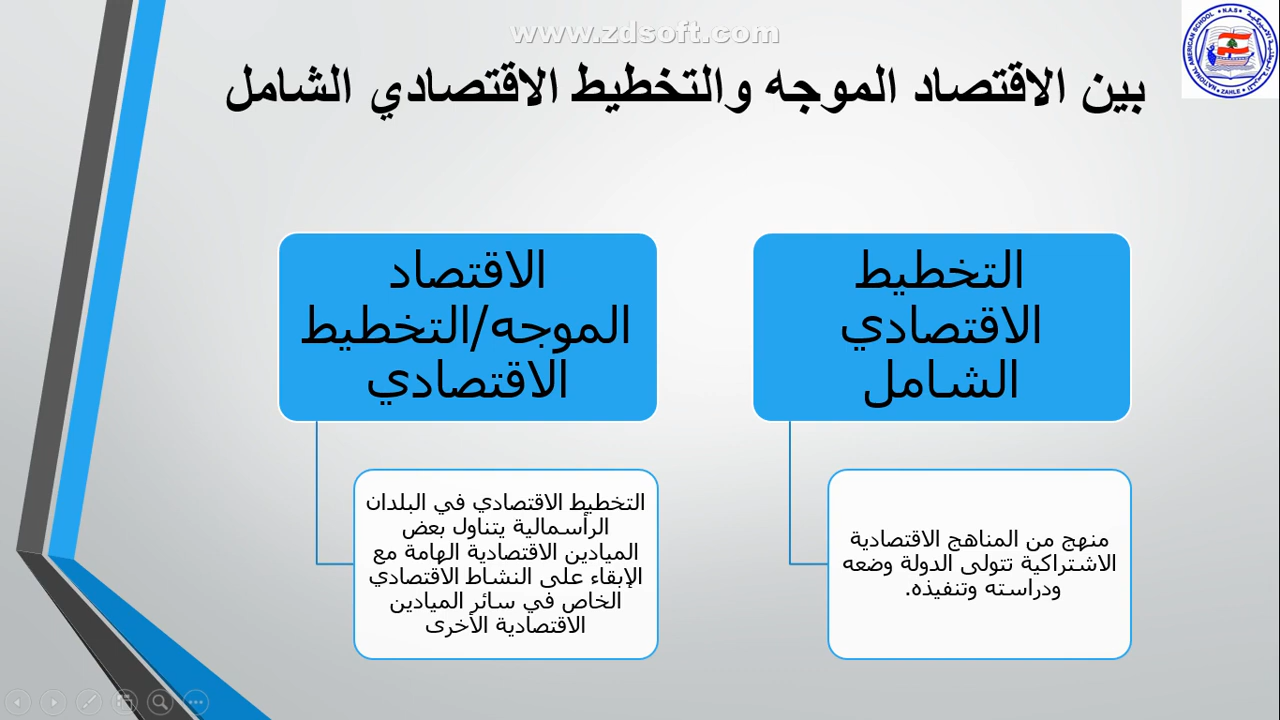 www.zdsoft.com
بين الاقتصاد الموجه والتخطيط الاقتصادي الشامل
التخطيط
الاقتصادي
الشامل
منهج من المناهج الاقتصادية
الاشتراكية تتولى الدولة وضعه
ودراسته وتنفيذه.
الاقتصاد
الموجه/التخطيط
الاقتصادي
التخطيط الاقتصادي في البلدان
الرأسمالية يتناول بعض
الميادين الاقتصادية الهامة مع
الإبقاء على النشاط الاقتصادي
الخاص في سائر الميادين
الاقتصادية الأخرى